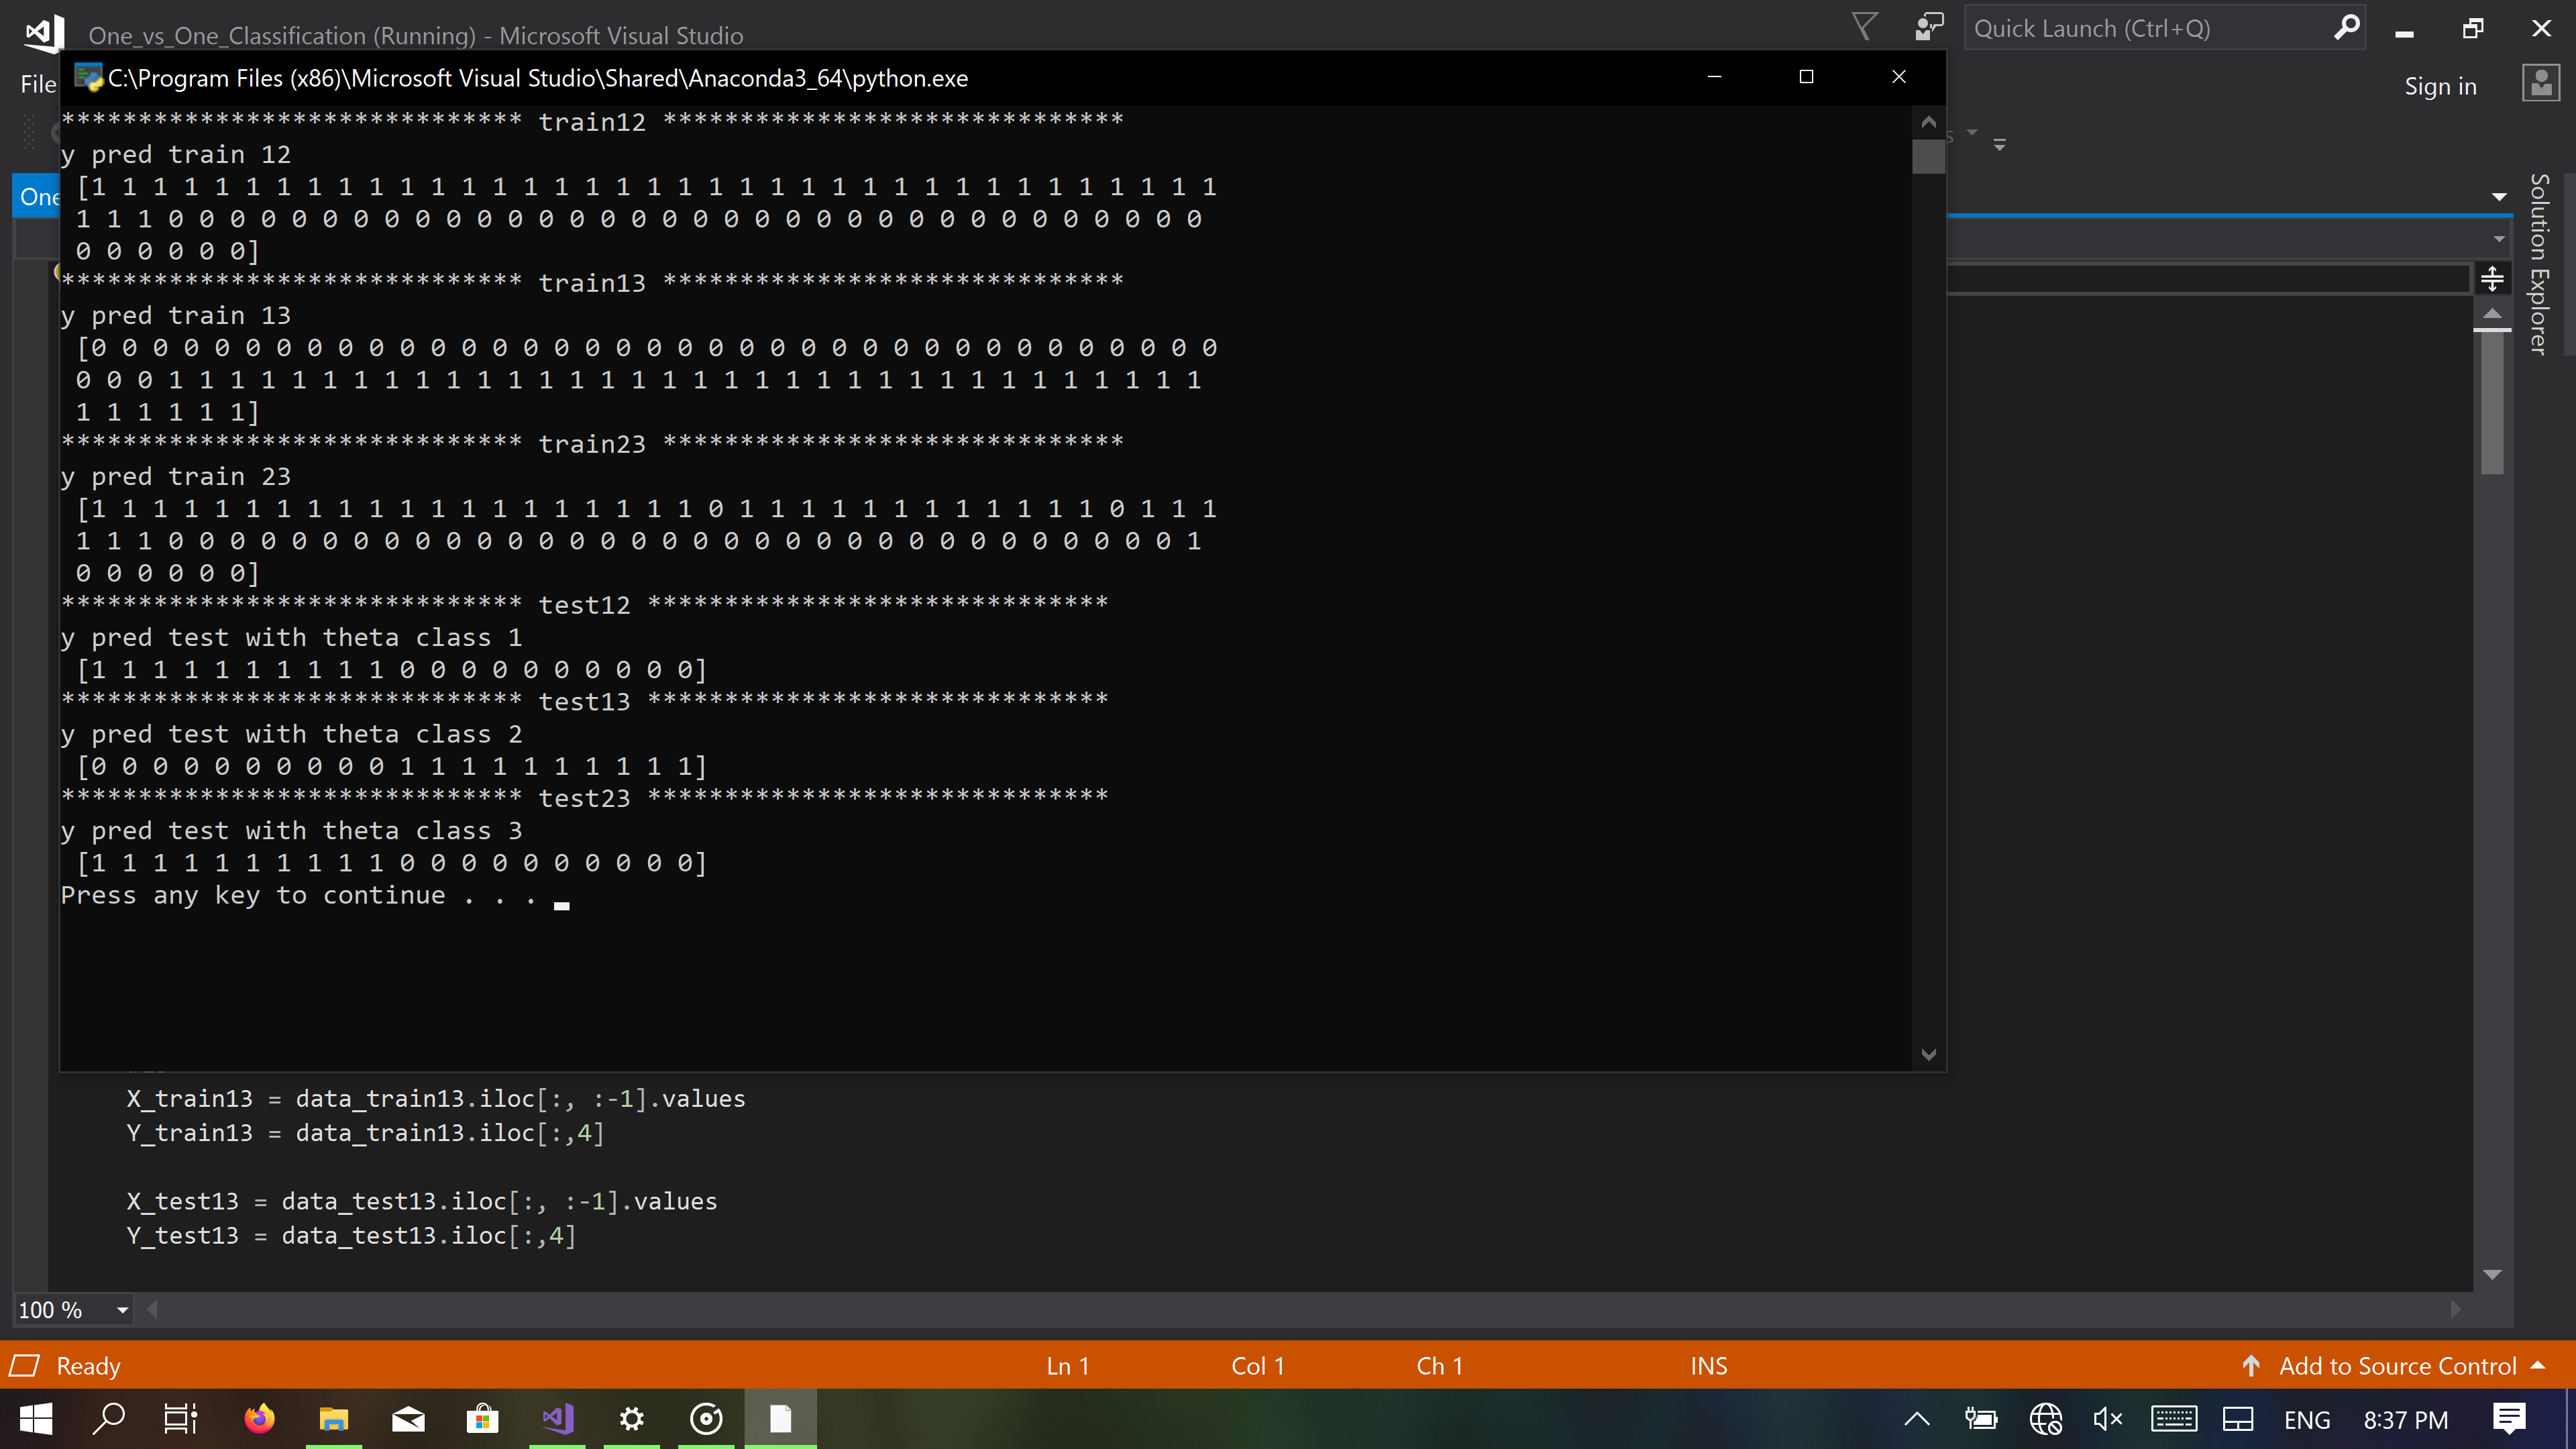 One_vs_One_Classification (Running) - Microsoft Visual Studio
Quick Launch (Ctrl+Q)
File
C:\Program Files (x86)\Microsoft Visual Studio\Shared\Anaconda3_64\python.exe
Sign in
One
Solution Explorer
****************************** train12 ******************************
y pred train 12
[1 1 1 1 1 1 1 1 1 1 1 1 1 1 1 1 1 1 1 1 1 1 1 1 1 1 1 1 1 1 1 1 1 1 1 1 1
1 1 1 0 0 0 0 0 0 0 0 0 0 0 0 0 0 0 0 0 0 0 0 0 0 0 0 0 0 0 0 0 0 0 0 0 0
0 0 0 0 0 0]
****************************** train13 ******************************
y pred train 13
[0 0 0 0 0 0 0 0 0 0 0 0 0 0 0 0 0 0 0 0 0 0 0 0 0 0 0 0 0 0 0 0 0 0 0 0 0
0 0 0 1 1 1 1 1 1 1 1 1 1 1 1 1 1 1 1 1 1 1 1 1 1 1 1 1 1 1 1 1 1 1 1 1 1
1 1 1 1 1 1]
****************************** train23 ******************************
y pred train 23
[1 1 1 1 1 1 1 1 1 1 1 1 1 1 1 1 1 1 1 1 0 1 1 1 1 1 1 1 1 1 1 1 1 0 1 1 1
1 1 1 0 0 0 0 0 0 0 0 0 0 0 0 0 0 0 0 0 0 0 0 0 0 0 0 0 0 0 0 0 0 0 0 0 1
0 0 0 0 0 0]
****************************** test12 ******************************
y pred test with theta class 1
[1 1 1 1 1 1 1 1 1 1 0 0 0 0 0 0 0 0 0 0]
****************************** test13 ******************************
y pred test with theta class 2
[0 0 0 0 0 0 0 0 0 0 1 1 1 1 1 1 1 1 1 1]
****************************** test23 ******************************
y pred test with theta class 3
[1 1 1 1 1 1 1 1 1 1 0 0 0 0 0 0 0 0 0 0]
Press any key to continue . . .
X_train13 = data_train13.iloc[:, :-1].values
Y_train13 = data_train13.iloc[:,4]
X_test13 = data_test13.iloc[:, :-1].values
Y_test13 = data_test13.iloc[:,4]
100 %
Ready
Ln 1
Col 1
Ch 1
INS
Add to Source Control
ENG
8:37 PM